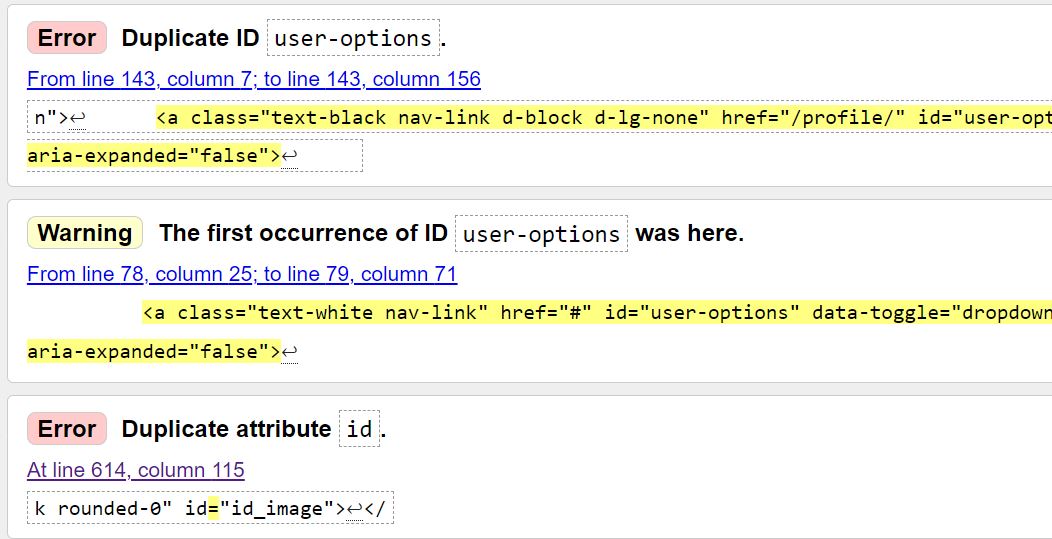 Error Duplicate ID user-options.
From line 143, column 7; to line 143, column 156
n">↩ <a class="text-black nav-link d-block d-lg-none" href="/profile/" id="user-opt
aria-expanded="false">↩
Warning The first occurrence of ID user-options was here.
From line 78, column 25; to line 79, column 71
<a class="text-white nav-link" href="#" id="user-options" data-toggle="dropdown
aria-expanded="false">↩
Error Duplicate attribute id.
At line 614, column 115
k rounded-0" id="id_image">↩</